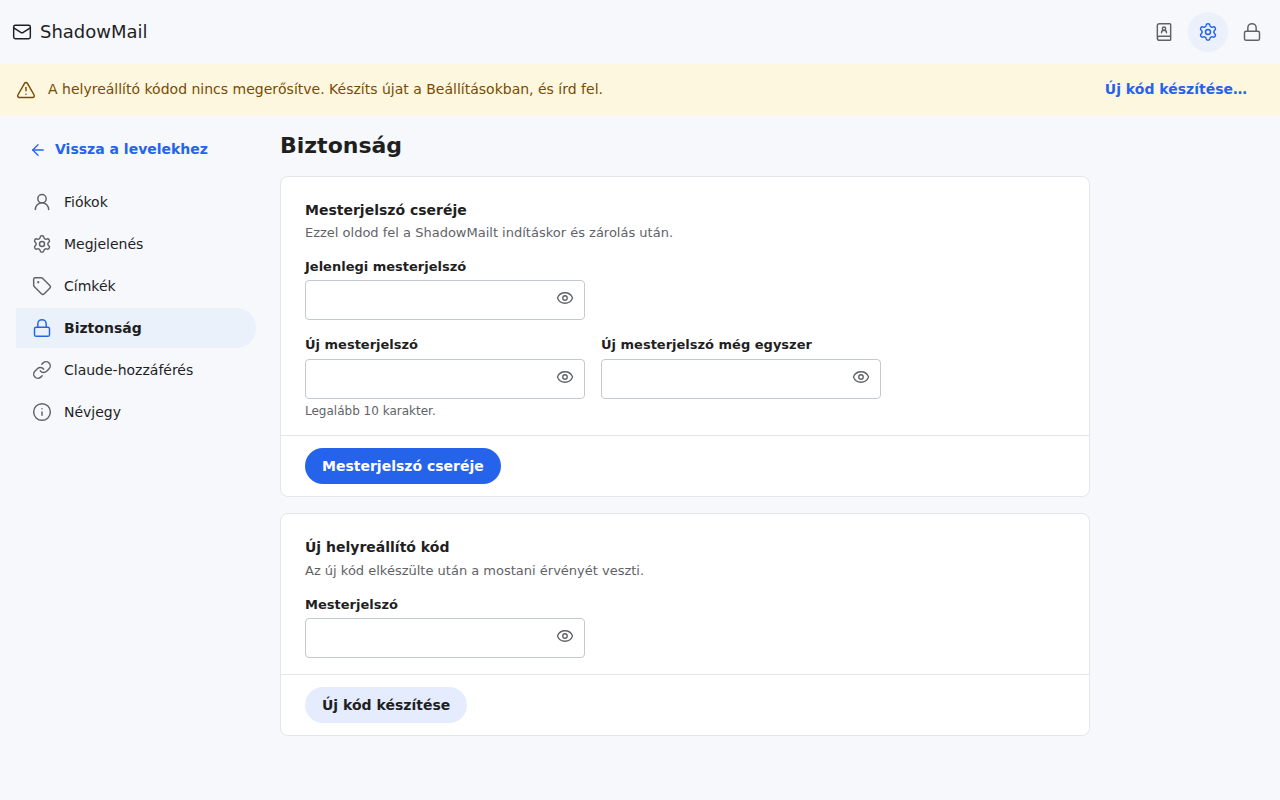 ShadowMail
A helyreállító kódod nincs megerősítve. Készíts újat a Beállításokban, és írd fel.
Új kód készítése…
Vissza a levelekhez
Fiókok
Megjelenés
Címkék
Biztonság
Claude-hozzáférés
Névjegy
Biztonság
Mesterjelszó cseréje
Ezzel oldod fel a ShadowMailt indításkor és zárolás után.
Jelenlegi mesterjelszó
Új mesterjelszó
Új mesterjelszó még egyszer
Legalább 10 karakter.
Mesterjelszó cseréje
Új helyreállító kód
Az új kód elkészülte után a mostani érvényét veszti.
Mesterjelszó
Új kód készítése